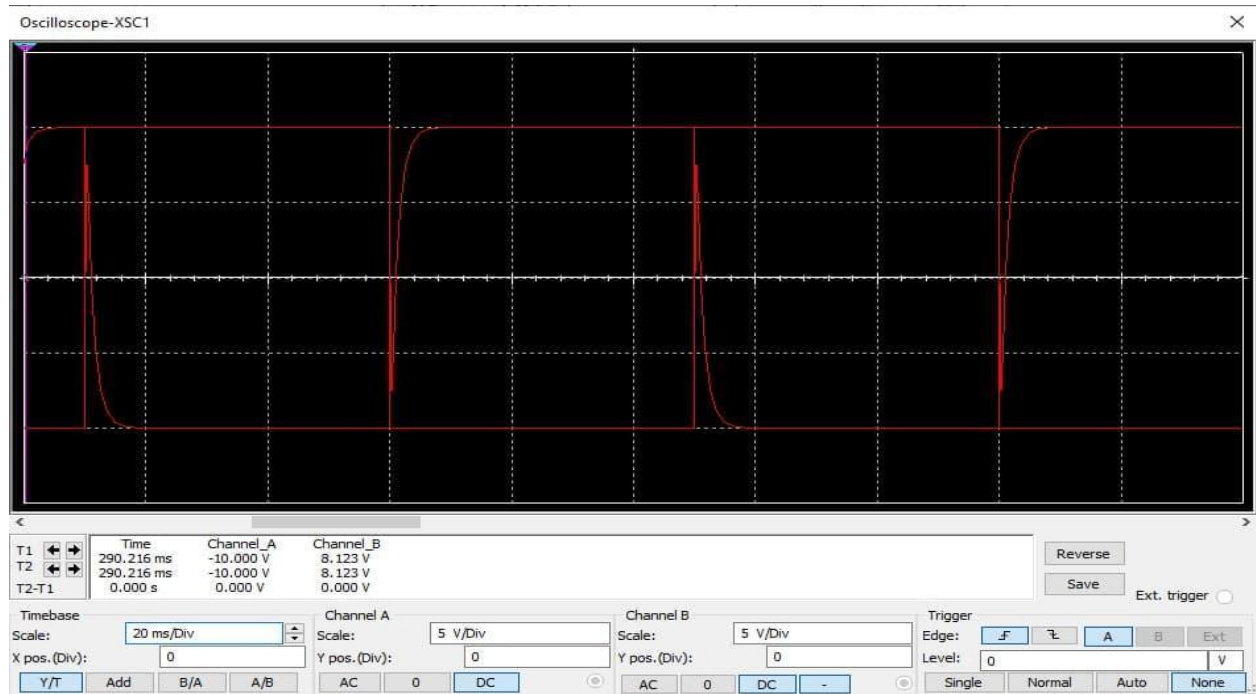 Oscilloscope-XSC1
Time Channel_A Channel_B
T1 290.216 ms -10.000 V 8.123 V
T2 290.216 ms -10.000 V 8.123 V
T2-T1 0.000 s 0.000 V 0.000 V
Reverse
Save
Ext. trigger
Timebase
Scale: 20 ms/Div
X pos.(Div): 0
Y/T Add B/A A/B
Channel A
Scale: 5 V/Div
Y pos.(Div): 0
AC 0 DC
Channel B
Scale: 5 V/Div
Y pos.(Div): 0
AC 0 DC -
Trigger
Edge: A B Ext
Level: 0 V
Single Normal Auto None